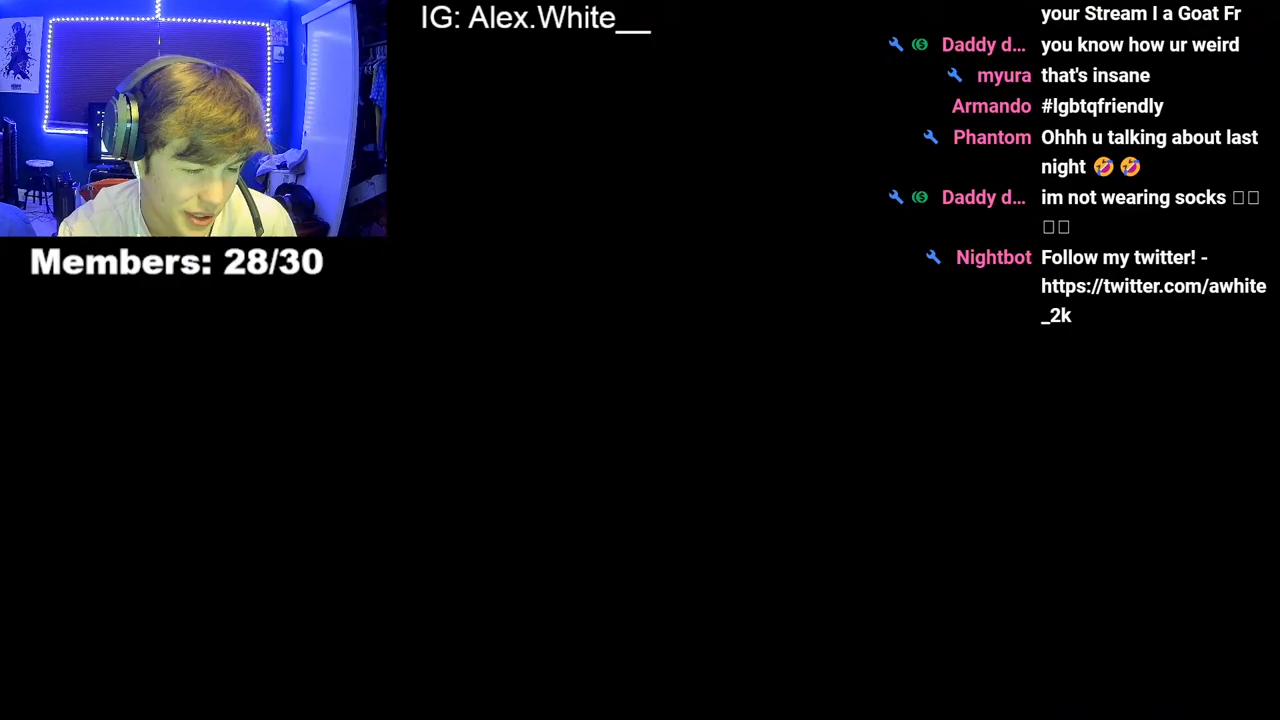 IG: Alex.White__
Members: 28/30
your Stream I a Goat Fr
Daddy d... you know how ur weird
myura that's insane
Armando #lgbtqfriendly
Phantom Ohhh u talking about last
night 🤣 🤣
Daddy d... im not wearing socks
Nightbot Follow my twitter! -
https://twitter.com/awhite
_2k